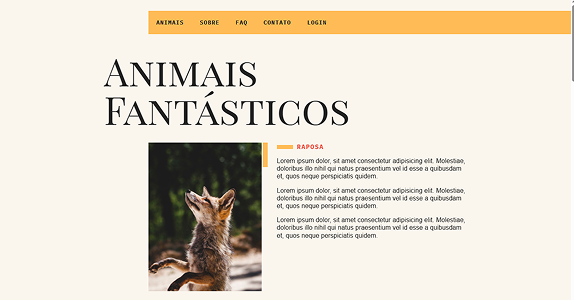 ANIMAIS SOBRE FAQ CONTATO LOGIN
Animais
Fantásticos
RAPOSA
Lorem ipsum dolor, sit amet consectetur adipisicing elit. Molestiae,
doloribus illo nihil qui natus praesentium vel id esse a quibusdam
et, quos neque perspiciatis quidem.
Lorem ipsum dolor, sit amet consectetur adipisicing elit. Molestiae,
doloribus illo nihil qui natus praesentium vel id esse a quibusdam
et, quos neque perspiciatis quidem.
Lorem ipsum dolor, sit amet consectetur adipisicing elit. Molestiae,
doloribus illo nihil qui natus praesentium vel id esse a quibusdam
et, quos neque perspiciatis quidem.